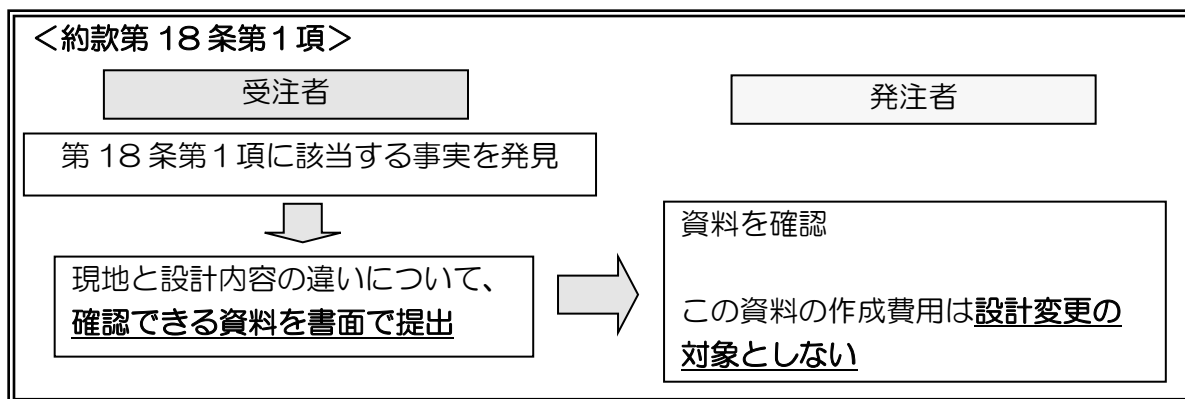 ＜約款第 18 条第１項＞
受注者
発注者
第 18 条第１項に該当する事実を発見
現地と設計内容の違いについて、
確認できる資料を書面で提出
資料を確認
この資料の作成費用は設計変更の
対象としない